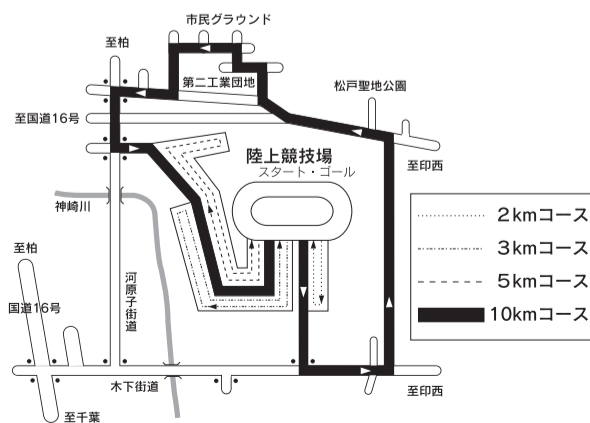 市民グラウンド
至柏
第二工業団地
松戸聖地公園
至国道16号
陸上競技場
スタート・ゴール
至印西
神崎川
2kmコース
3kmコース
5kmコース
10kmコース
至柏
河原子街道
国道16号
木下街道
至印西
至千葉